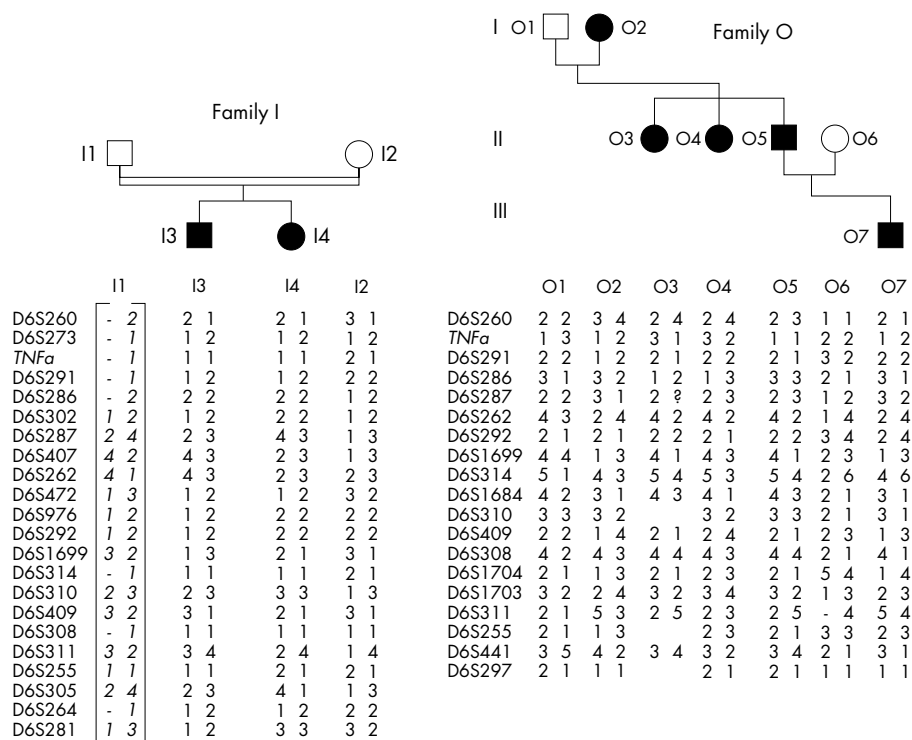 I O1 O2 Family O
Family I
I1 I2
II O3 O4 O5 O6
III
I3 I4 O7
I1 I3 I4 I2
D6S260 - 2 2 1 2 1 3 1
D6S273 - 1 1 2 1 2 1 2
TNFa - 1 1 1 1 1 2 1
D6S291 - 1 1 2 1 2 2 2
D6S286 - 2 2 2 2 2 1 2
D6S302 1 2 1 2 2 2 1 2
D6S287 2 4 2 3 4 3 1 3
D6S407 4 2 4 3 2 3 1 3
D6S262 4 1 4 3 2 3 2 3
D6S472 1 3 1 2 1 2 3 2
D6S976 1 2 1 2 2 2 2 2
D6S292 1 2 1 2 2 2 2 2
D6S1699 3 2 1 3 2 1 3 1
D6S314 - 1 1 1 1 1 2 1
D6S310 2 3 2 3 3 3 1 3
D6S409 3 2 3 1 2 1 3 1
D6S308 - 1 1 1 1 1 1 1
D6S311 3 2 3 4 2 4 1 4
D6S255 1 1 1 1 2 1 2 1
D6S305 2 4 2 3 4 1 1 3
D6S264 - 1 1 2 1 2 2 2
D6S281 1 3 1 2 3 3 3 2
O1 O2 O3 O4 O5 O6 O7
D6S260 2 2 3 4 2 4 2 4 2 3 1 1 2 1
TNFa 1 3 1 2 3 1 3 2 1 1 2 2 1 2
D6S291 2 2 1 2 2 1 2 2 2 1 3 2 2 2
D6S286 3 1 3 2 1 2 1 3 3 3 2 1 3 1
D6S287 2 2 3 1 2 ? 2 3 2 3 1 2 3 2
D6S262 4 3 2 4 4 2 4 2 4 2 1 4 2 4
D6S292 2 1 2 1 2 2 2 1 2 2 3 4 2 4
D6S1699 4 4 1 3 4 1 4 3 4 1 2 3 1 3
D6S314 5 1 4 3 5 4 5 3 5 4 2 6 4 6
D6S1684 4 2 3 1 4 3 4 1 4 3 2 1 3 1
D6S310 3 3 3 2 3 2 3 3 2 1 3 1
D6S409 2 2 1 4 2 1 2 4 2 1 2 3 1 3
D6S308 4 2 4 3 4 4 4 3 4 4 2 1 4 1
D6S1704 2 1 1 3 2 1 2 3 2 1 5 4 1 4
D6S1703 3 2 2 4 3 2 3 4 3 2 1 3 2 3
D6S311 2 1 5 3 2 5 2 3 2 5 - 4 5 4
D6S255 2 1 1 3 2 3 2 1 3 3 2 3
D6S441 3 5 4 2 3 4 3 2 3 4 2 1 3 1
D6S297 2 1 1 1 2 1 2 1 1 1 1 1